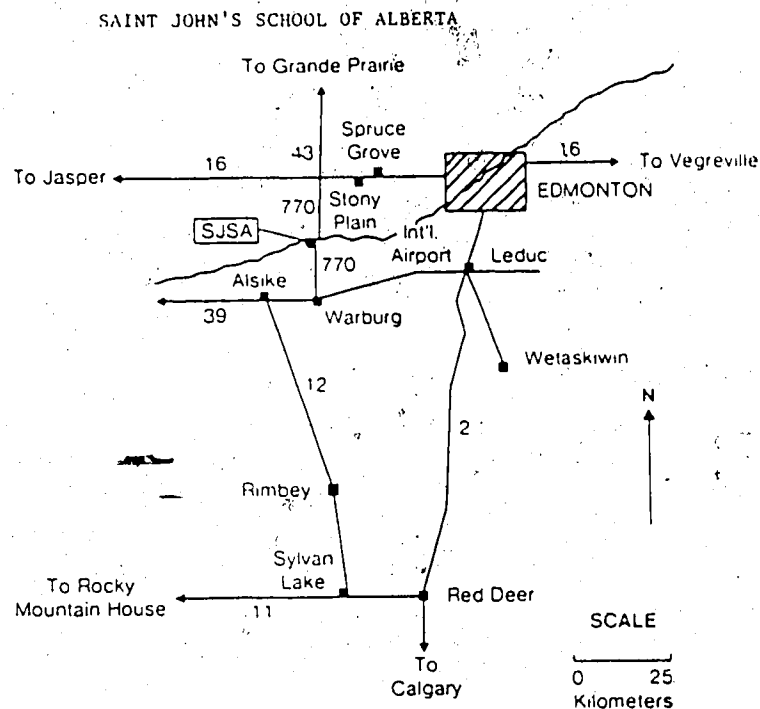 SAINT JOHN'S SCHOOL OF ALBERTA
To Grande Prairie
43
Spruce
Grove
16
16
To Jasper
To Vegreville
Stony
Plain
EDMONTON
770
SJSA
Int'l.
Airport
Leduc
770
Alsike
39
Warburg
Wetaskiwin
12
N
2
Rimbey
Sylvan
Lake
To Rocky
Mountain House
11
Red Deer
SCALE
To
Calgary
0 25
Kilometers